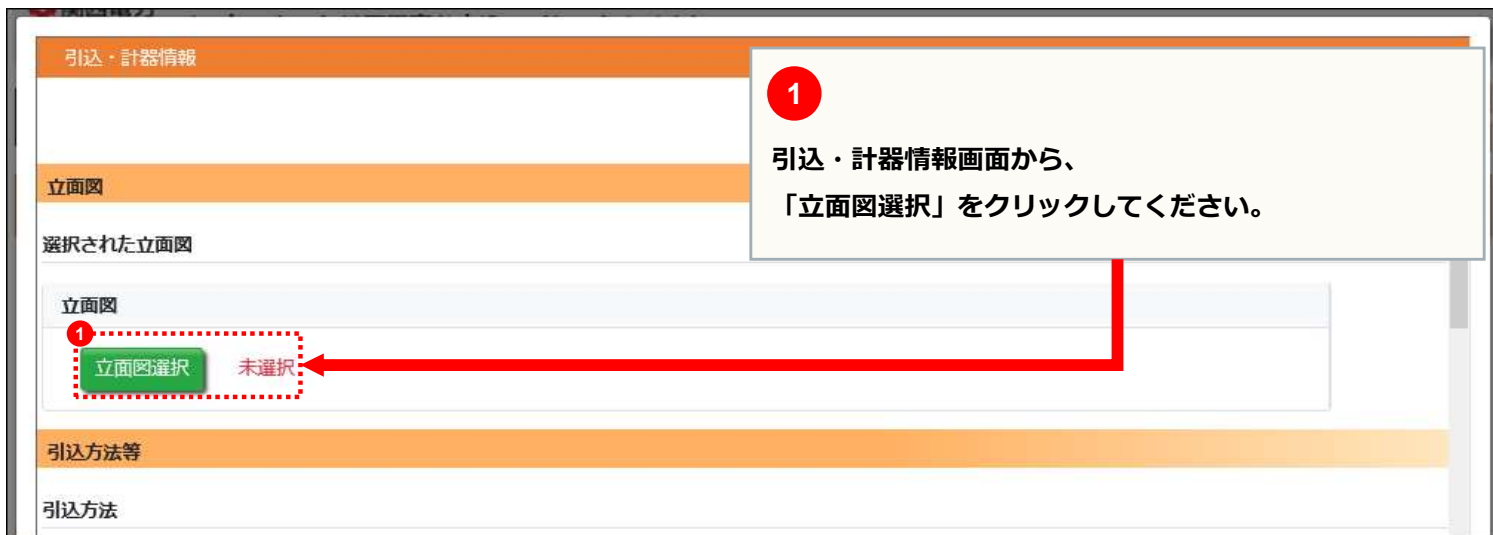 引込・計器情報
1
引込・計器情報画面から、
「立面図選択」をクリックしてください。
立面図
選択された立面図
立面図
1
立面図選択 未選択
引込方法等
引込方法